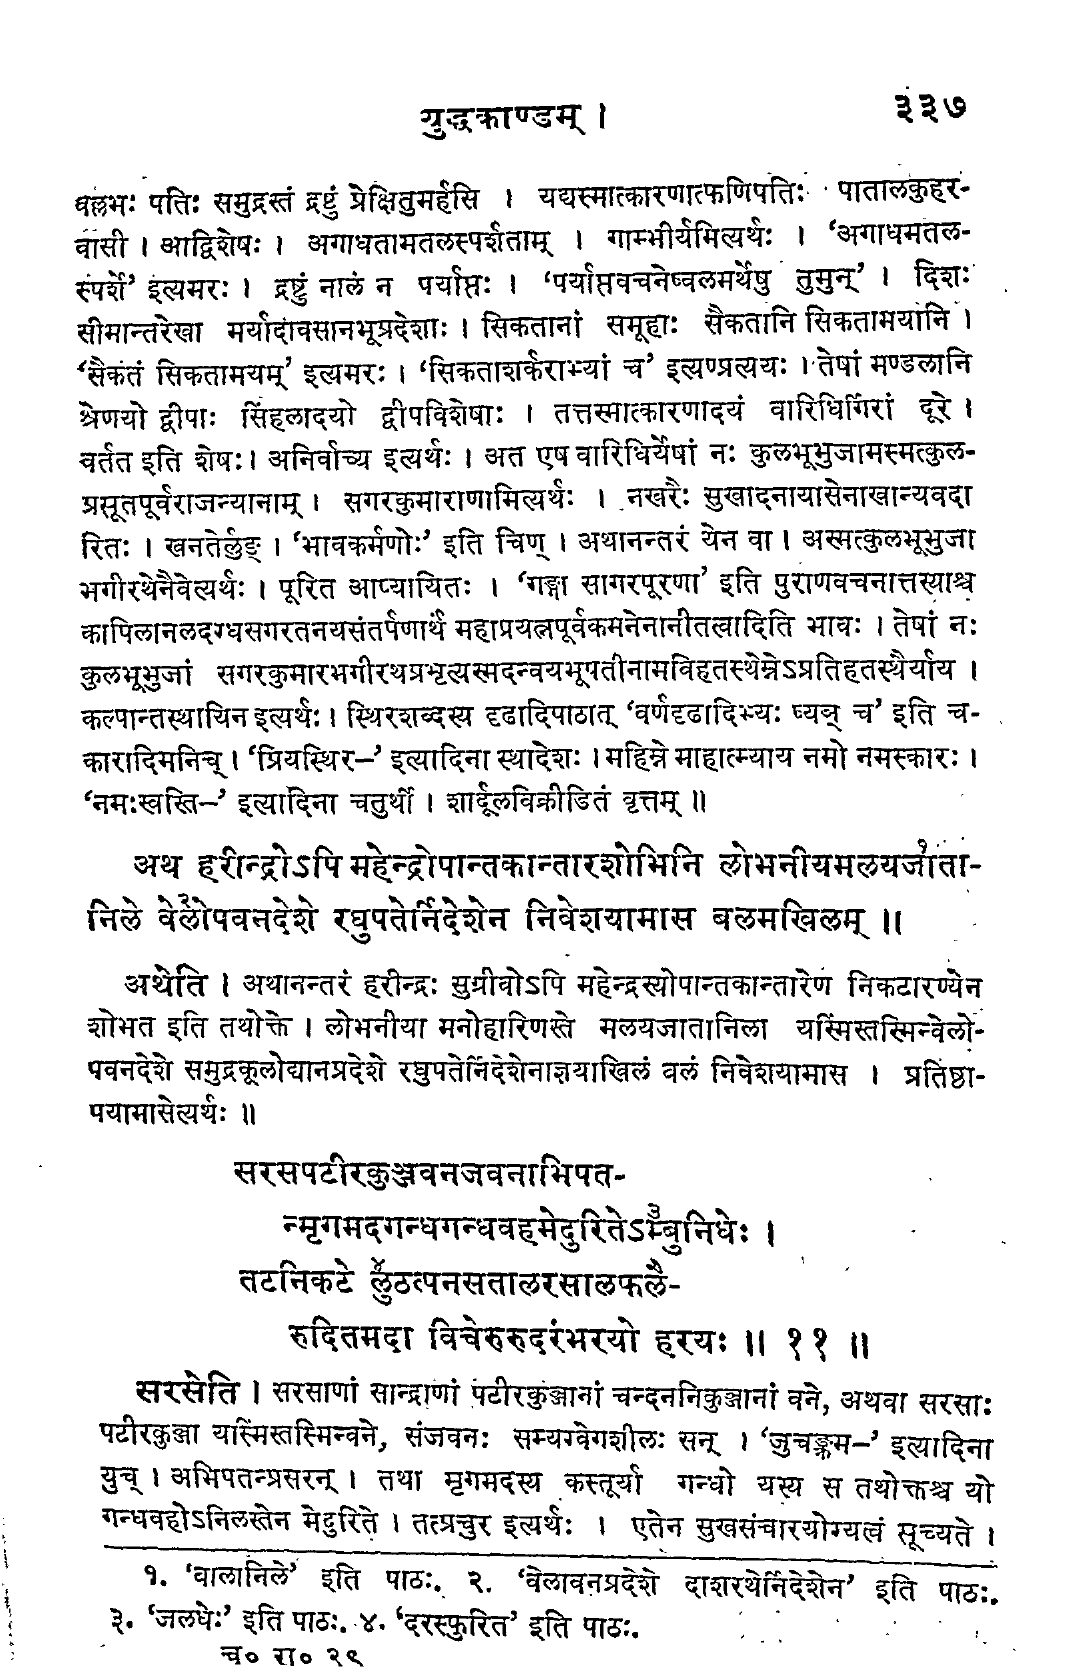 युद्धकाण्डम् ।
३३७
वल्लभः पतिः समुद्रस्तं द्रष्टुं प्रेक्षितुमर्हसि । यद्यस्मात्कारणात्फणिपतिः पातालकुहर-
वासी । आदिशेषः । अगाधतामतलस्पर्शताम् । गाम्भीर्यमित्यर्थः । ‘अगाधमतल-
स्पर्शे’ इत्यमरः । द्रष्टुं नालं न पर्याप्तः । ‘पर्याप्तवचनेष्वलमर्थेषु तुमुन्’ । दिशः
सीमान्तरेखा मर्यादावसानभूप्रदेशाः । सिकतानां समूहाः सैकतानि सिकतामयानि ।
‘सैकतं सिकतामयम्’ इत्यमरः । ‘सिकताशर्कराभ्यां च’ इत्यण्प्रत्ययः । तेषां मण्डलानि
श्रेणयो द्वीपाः सिंहलादयो द्वीपविशेषाः । तत्तस्मात्कारणादयं वारिधिर्गिरां दूरे ।
वर्तत इति शेषः । अनिर्वाच्य इत्यर्थः । अत एष वारिधिर्येषां नः कुलभूभुजामस्मत्कुल-
प्रसूतपूर्वराजन्यानाम् । सगरकुमाराणामित्यर्थः । नखरैः सुखादनायासेनाखान्यवदा
रितः । खनतेर्लुङ् । ‘भावकर्मणोः’ इति चिण् । अथानन्तरं येन वा । अस्मत्कुलभूभुजा
भगीरथेनैवेत्यर्थः । पूरित आप्यायितः । ‘गङ्गा सागरपूरणा’ इति पुराणवचनात्तस्याश्च
कापिलानलदग्धसगरतनयसंतर्पणार्थं महाप्रयत्नपूर्वकमनेनानीतत्वादिति भावः । तेषां नः
कुलभूभुजां सगरकुमारभगीरथप्रभृत्यस्मदन्वयभूपतीनामविहतस्थेम्नेऽप्रतिहतस्थैर्याय ।
कल्पान्तस्थायिन इत्यर्थः । स्थिरशब्दस्य दृढादिपाठात् ‘वर्णदृढादिभ्यः ष्यञ् च’ इति च-
कारादिमनिच् । ‘प्रियस्थिर–’ इत्यादिना स्थादेशः । महिम्ने माहात्म्याय नमो नमस्कारः ।
‘नमःस्वस्ति–’ इत्यादिना चतुर्थी । शार्दूलविक्रीडितं वृत्तम् ॥
अथ हरीन्द्रोऽपि महेन्द्रोपान्तकान्तारशोभिनि लोभनीयमलयजाता१-
निले वेलो२पवनदेशे रघुपतेर्निदेशेन निवेशयामास बलमखिलम् ॥
अथेति । अथानन्तरं हरीन्द्रः सुग्रीवोऽपि महेन्द्रस्योपान्तकान्तारेण निकटारण्येन
शोभत इति तथोक्ते । लोभनीया मनोहारिणस्ते मलयजातानिला यस्मिंस्तस्मिन्वेलो-
पवनदेशे समुद्रकूलोद्यानप्रदेशे रघुपतेर्निदेशेनाज्ञयाखिलं बलं निवेशयामास । प्रतिष्ठा-
पयामासेत्यर्थः ॥
सरसपटीरकुञ्जवनजवनाभिपत-
न्मृगमदगन्धगन्धवहमेदुरितेऽम्बु३निधेः ।
तटनिकटे लु४ठत्पनसतालरसालफलै-
रुदितमदा विचेरुरुदरंभरयो हरयः ॥ ११ ॥
सरसेति । सरसाणां सान्द्राणां पटीरकुञ्जानां चन्दननिकुञ्जानां वने, अथवा सरसाः
पटीरकुञ्जा यस्मिंस्तस्मिन्वने, संजवनः सम्यग्वेगशीलः सन् । ‘जुचङ्क्रम–’ इत्यादिना
युच् । अभिपतन्प्रसरन् । तथा मृगमदस्य कस्तूर्या गन्धो यस्य स तथोक्तश्च यो
गन्धवहोऽनिलस्तेन मेदुरिते । तत्प्रचुर इत्यर्थः । एतेन सुखसंचारयोग्यत्वं सूच्यते ।
१. ‘वालानिले’ इति पाठः. २. ‘वेलावनप्रदेशे दाशरथेर्निदेशेन’ इति पाठः.
३. ‘जलधेः’ इति पाठः. ४. ‘दरस्फुरित’ इति पाठः.
च० रा० २९